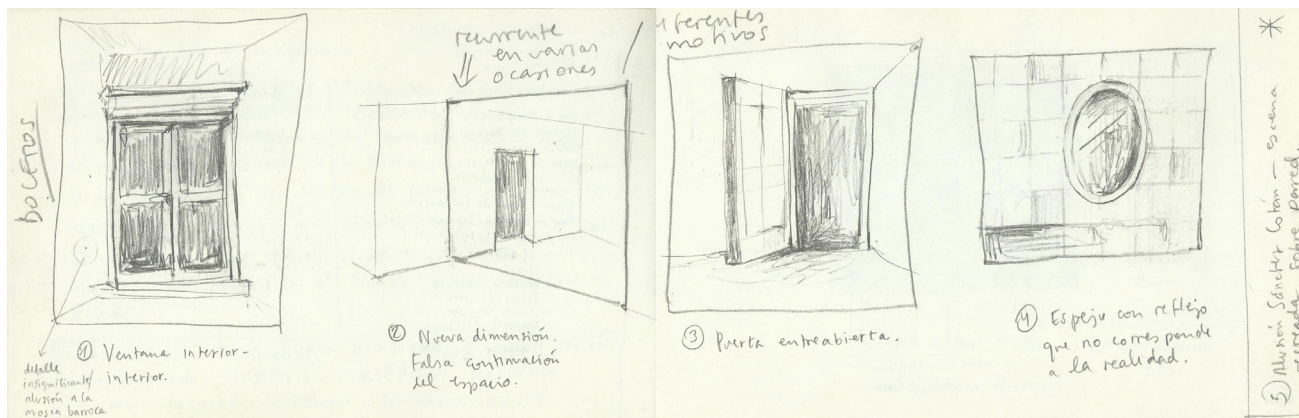 BOCETOS
① Ventana interior-
interior.
detalle
insignificante/
alusión a la
mosca barroca
recurrente
en varias
ocasiones
② Nueva dimensión.
Falsa continuación
del espacio.
diferentes
motivos
③ Puerta entreabierta.
④ Espejo con reflejo
que no corresponde
a la realidad.
*
⑤ Alusión Sánchez Cotán — escena
recreada sobre pared.